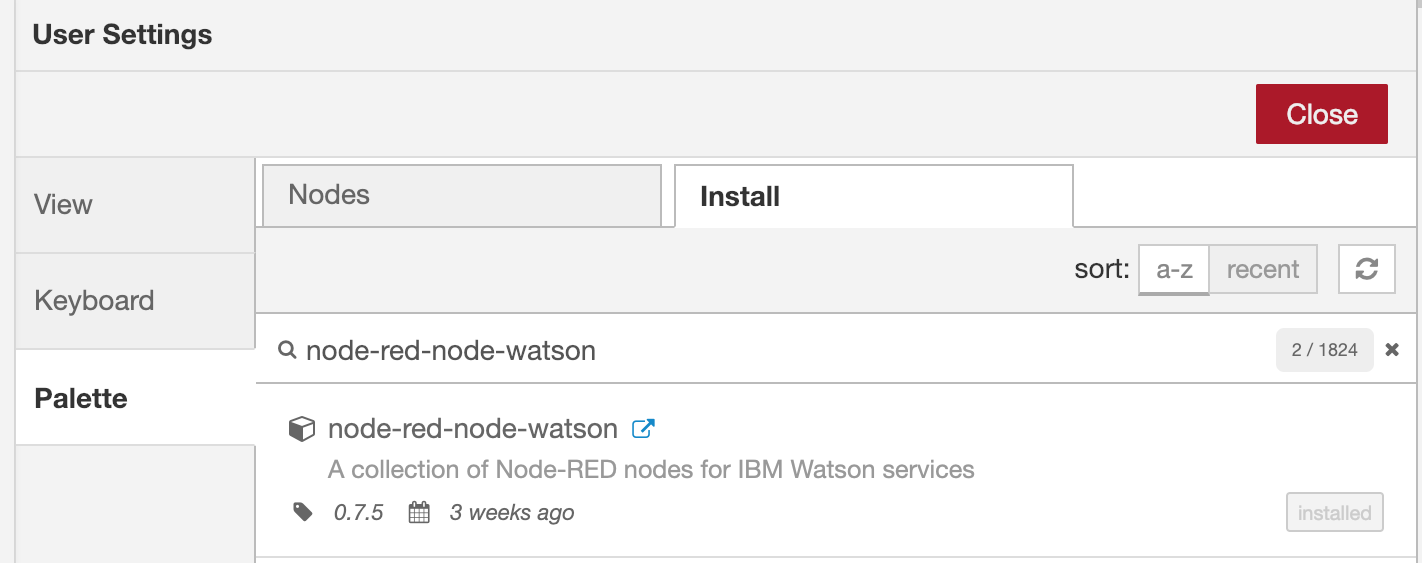 User Settings
Close
View
Nodes
Install
sort: a-z recent
Keyboard
node-red-node-watson 2 / 1824
Palette
node-red-node-watson
A collection of Node-RED nodes for IBM Watson services
0.7.5 3 weeks ago
installed